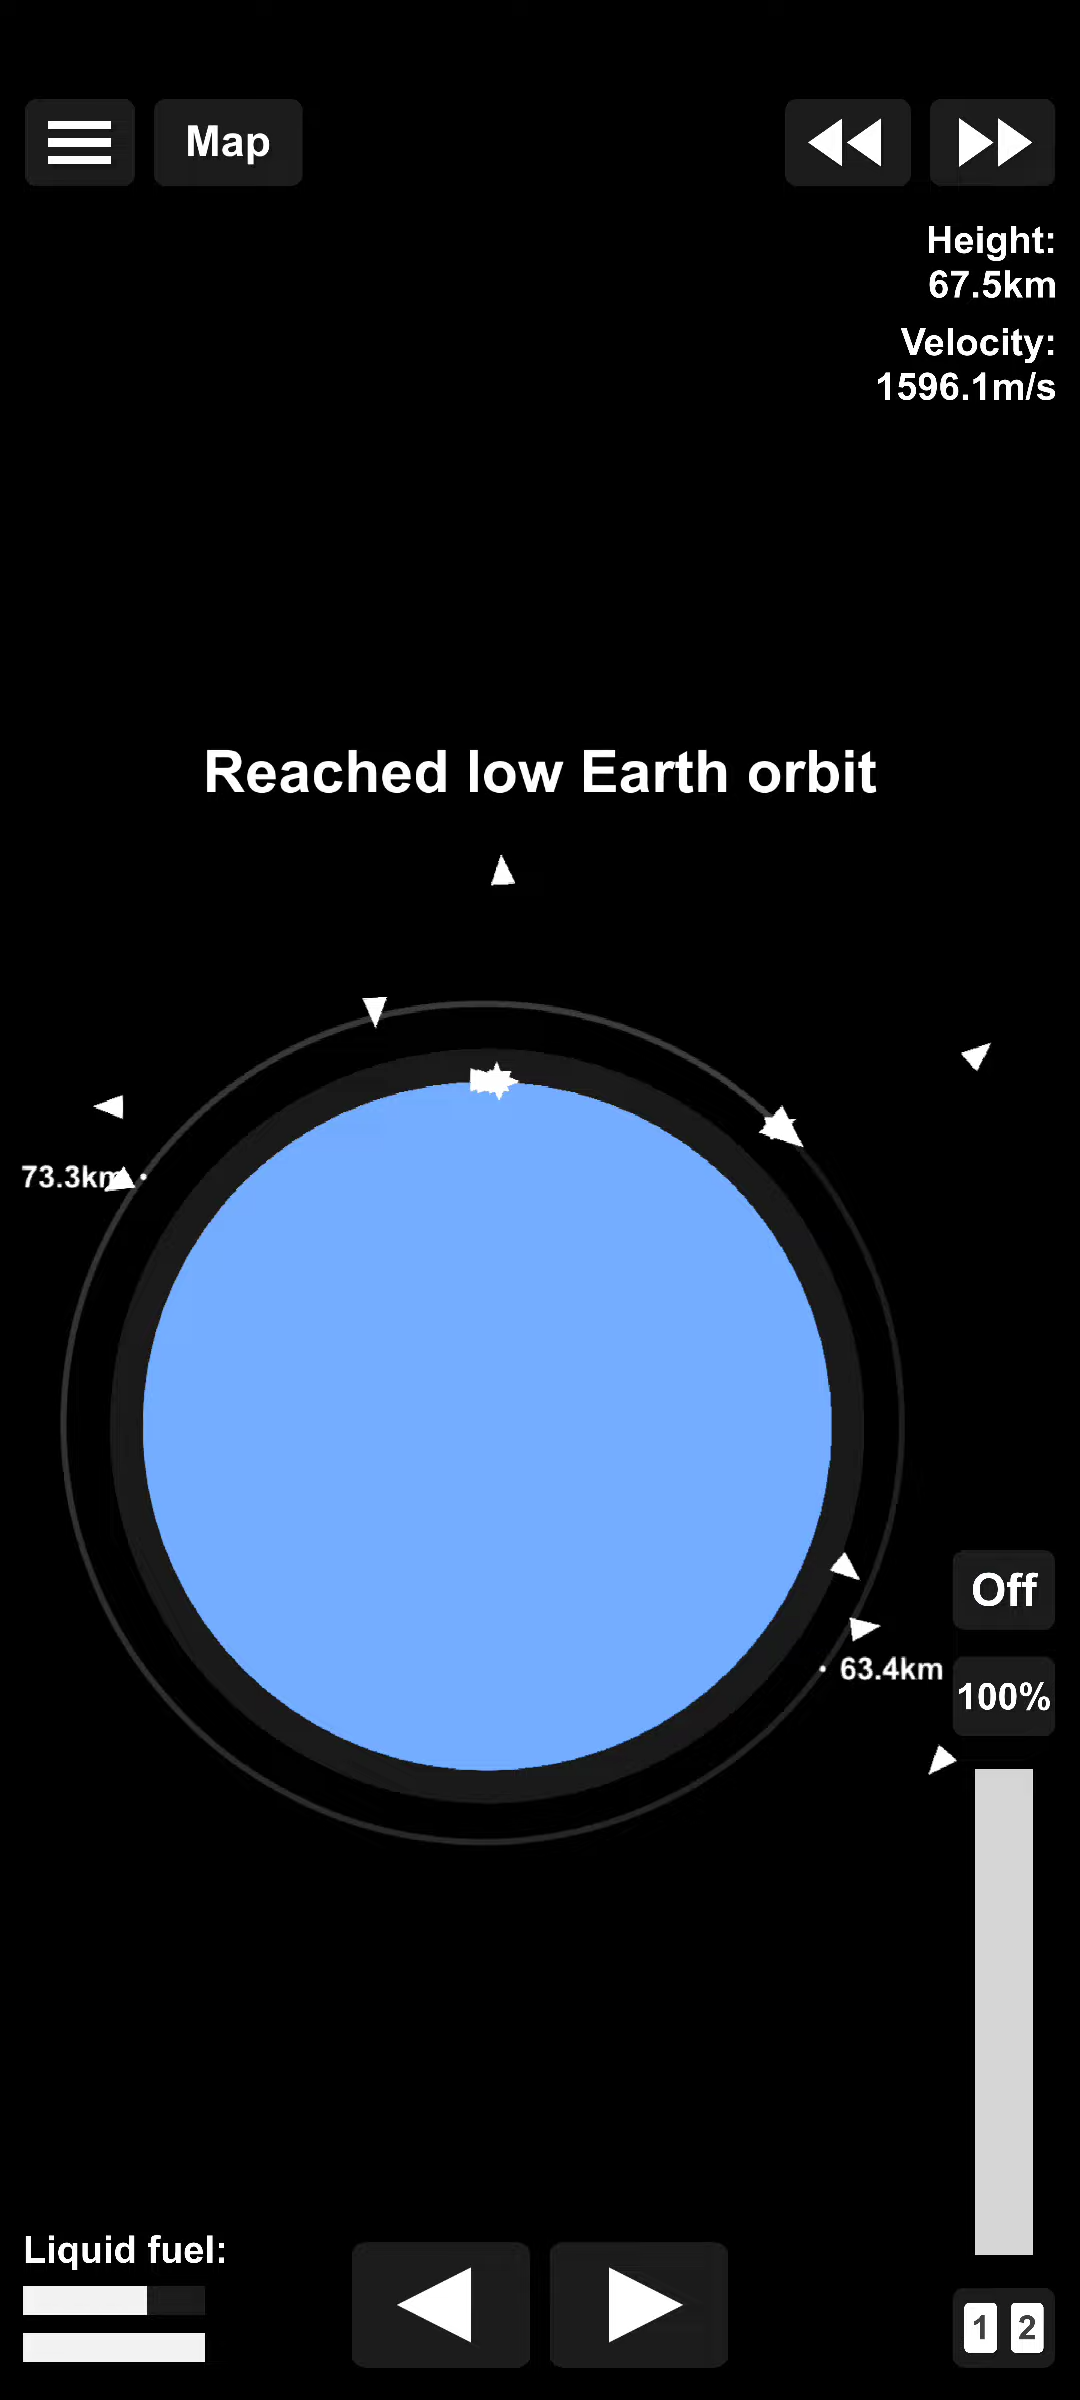 Map
Height:
67.5km
Velocity:
1596.1m/s
Reached low Earth orbit
73.3km
63.4km
Off
100%
Liquid fuel:
1 2